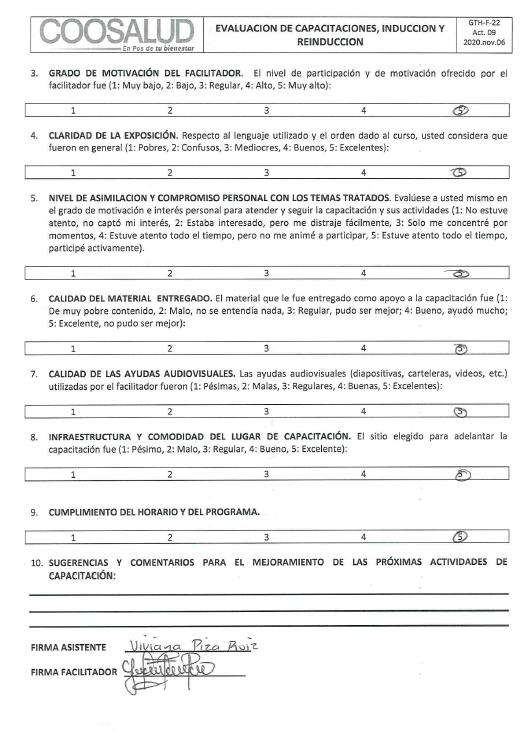 COOSALUD
En Pos de tu bienestar
EVALUACION DE CAPACITACIONES, INDUCCION Y
REINDUCCION
GTH-F-22
Act. 09
2020.nov.06
3. GRADO DE MOTIVACIÓN DEL FACILITADOR. El nivel de participación y de motivación ofrecido por el
facilitador fue (1: Muy bajo, 2: Bajo, 3: Regular, 4: Alto, 5: Muy alto):
1 2 3 4 5
4. CLARIDAD DE LA EXPOSICIÓN. Respecto al lenguaje utilizado y el orden dado al curso, usted considera que
fueron en general (1: Pobres, 2: Confusos, 3: Mediocres, 4: Buenos, 5: Excelentes):
1 2 3 4 5
5. NIVEL DE ASIMILACION Y COMPROMISO PERSONAL CON LOS TEMAS TRATADOS. Evalúese a usted mismo en
el grado de motivación e interés personal para atender y seguir la capacitación y sus actividades (1: No estuve
atento, no captó mi interés, 2: Estaba interesado, pero me distraje fácilmente, 3: Solo me concentré por
momentos, 4: Estuve atento todo el tiempo, pero no me animé a participar, 5: Estuve atento todo el tiempo,
participé activamente).
1 2 3 4 5
6. CALIDAD DEL MATERIAL ENTREGADO. El material que le fue entregado como apoyo a la capacitación fue (1:
De muy pobre contenido, 2: Malo, no se entendía nada, 3: Regular, pudo ser mejor; 4: Bueno, ayudó mucho;
5: Excelente, no pudo ser mejor):
1 2 3 4 5
7. CALIDAD DE LAS AYUDAS AUDIOVISUALES. Las ayudas audiovisuales (diapositivas, carteleras, videos, etc.)
utilizadas por el facilitador fueron (1: Pésimas, 2: Malas, 3: Regulares, 4: Buenas, 5: Excelentes):
1 2 3 4 5
8. INFRAESTRUCTURA Y COMODIDAD DEL LUGAR DE CAPACITACIÓN. El sitio elegido para adelantar la
capacitación fue (1: Pésimo, 2: Malo, 3: Regular, 4: Bueno, 5: Excelente):
1 2 3 4 5
9. CUMPLIMIENTO DEL HORARIO Y DEL PROGRAMA.
1 2 3 4 5
10. SUGERENCIAS Y COMENTARIOS PARA EL MEJORAMIENTO DE LAS PRÓXIMAS ACTIVIDADES DE
CAPACITACIÓN:
FIRMA ASISTENTE Viviana Piza Ruiz
FIRMA FACILITADOR